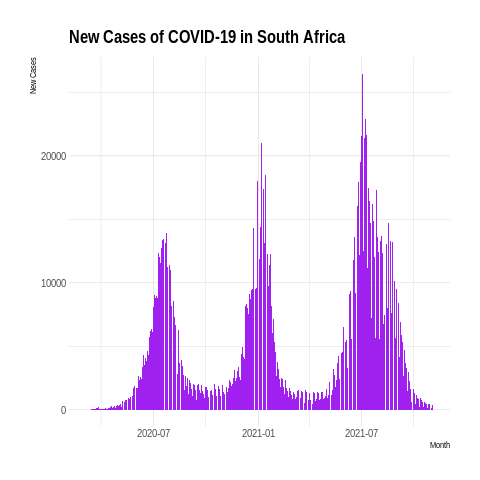 New Cases of COVID-19 in South Africa
New Cases
20000
10000
0
2020-07
2021-01
2021-07
Month